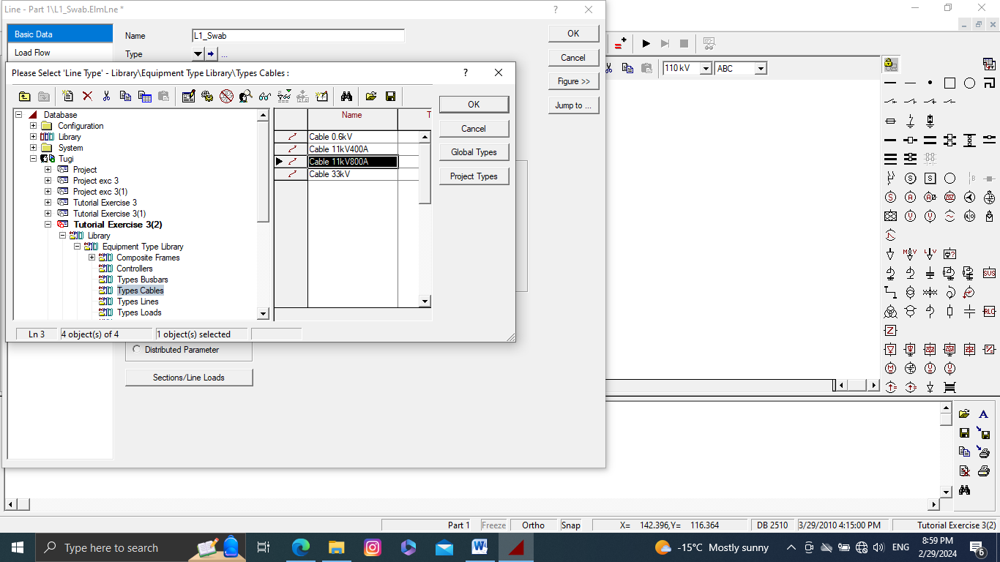 Line - Part 1\L1_Swab.ElmLne *
?
Basic Data
Name
L1_Swab
OK
Load Flow
Type
...
Cancel
Figure >>
Jump to ...
110 kV
ABC
Please Select 'Line Type' - Library\Equipment Type Library\Types Cables :
?
Database
Configuration
Library
System
Tugi
Project
Project exc 3
Project exc 3(1)
Tutorial Exercise 3
Tutorial Exercise 3(1)
Tutorial Exercise 3(2)
Library
Equipment Type Library
Composite Frames
Controllers
Types Busbars
Types Cables
Types Lines
Types Loads
Name
T
Cable 0.6kV
Cable 11kV400A
Cable 11kV800A
Cable 33kV
OK
Cancel
Global Types
Project Types
Ln 3
4 object(s) of 4
1 object(s) selected
Distributed Parameter
Sections/Line Loads
SVS
RLC
Part 1
Freeze
Ortho
Snap
X= 142.396,Y= 116.364
DB 2510
3/29/2010 4:15:00 PM
Tutorial Exercise 3(2)
Type here to search
-15°C Mostly sunny
ENG
8:59 PM
2/29/2024
6